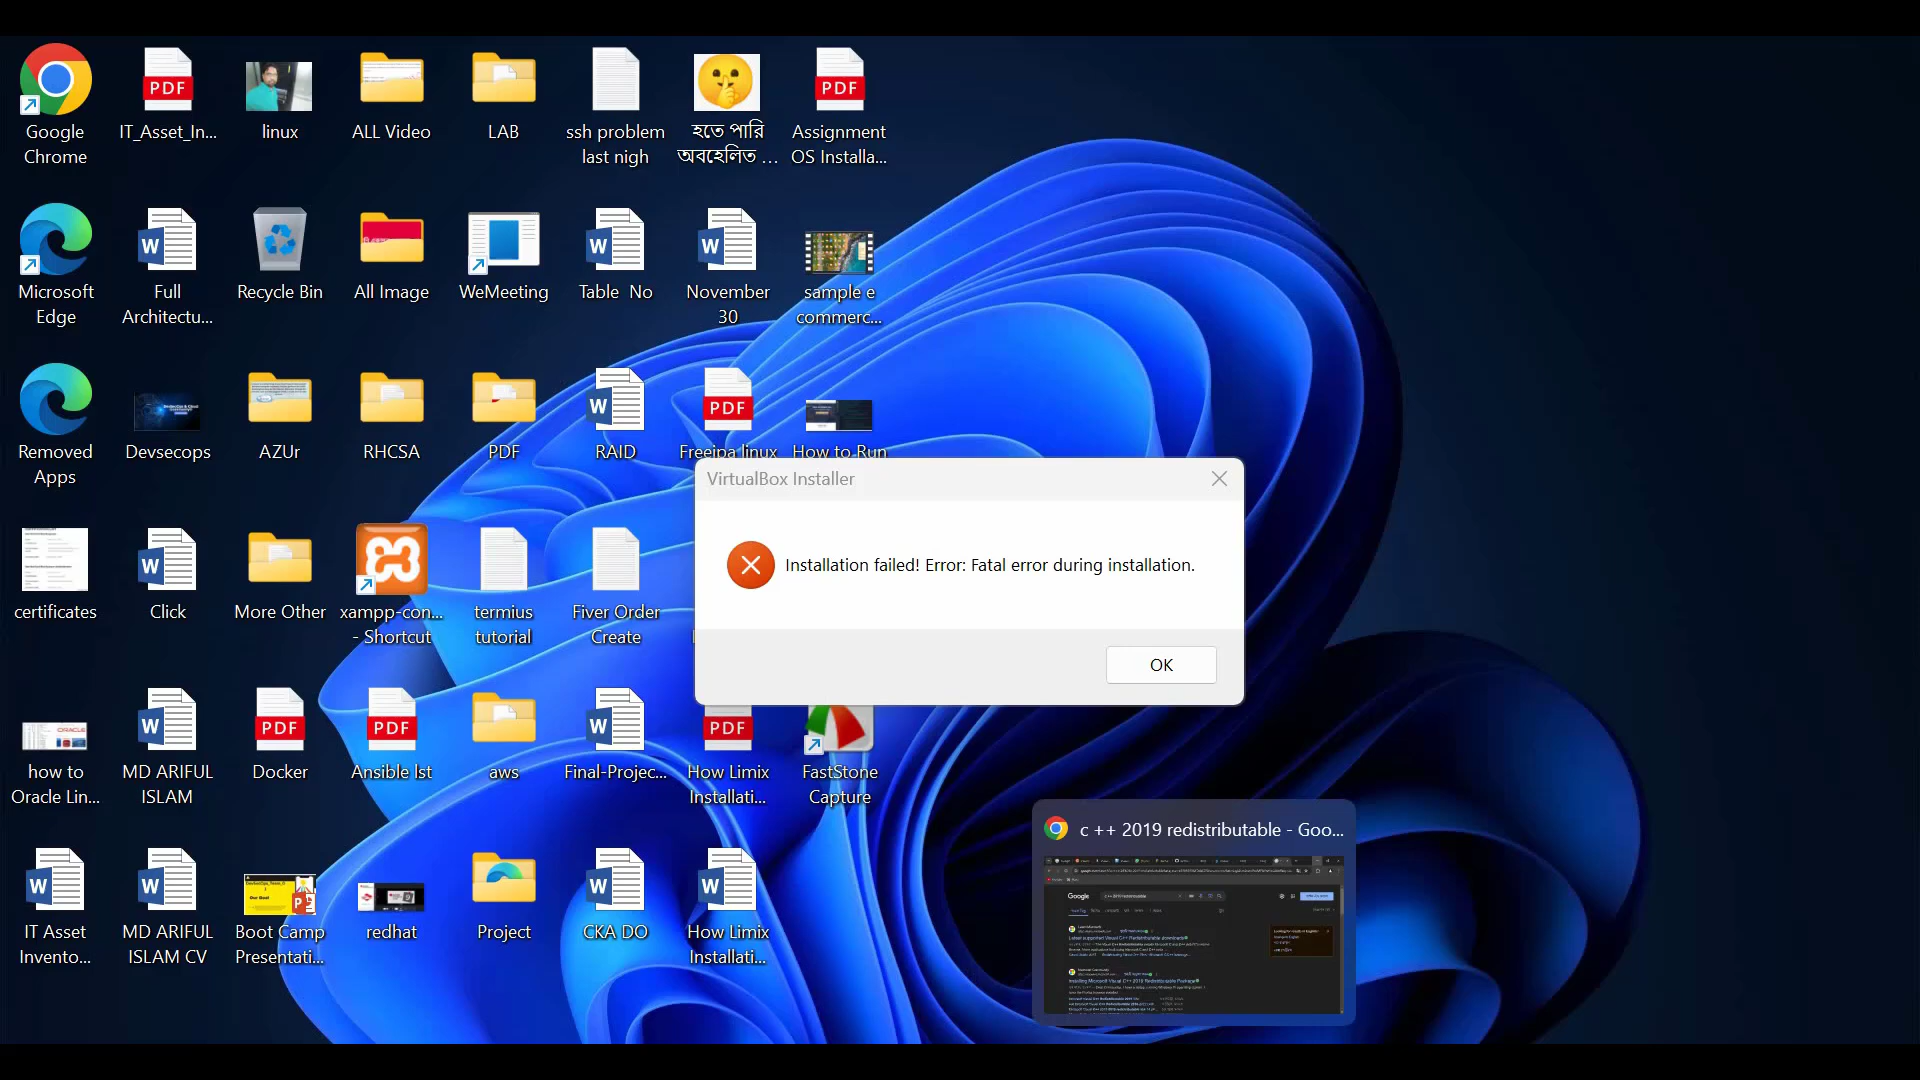 Google
Chrome
IT_Asset_In...
linux
ALL Video
LAB
ssh problem
last nigh
হতে পারি
অবহেলিত ...
Assignment
OS Installa...
Microsoft
Edge
Full
Architectu...
Recycle Bin
All Image
WeMeeting
Table No
November
30
sample e
commerc...
Removed
Apps
Devsecops
AZUr
RHCSA
PDF
RAID
Freeipa linux
How to Run
VirtualBox Installer
Installation failed! Error: Fatal error during installation.
OK
certificates
Click
More Other
xampp-con...
- Shortcut
termius
tutorial
Fiver Order
Create
how to
Oracle Lin...
MD ARIFUL
ISLAM
Docker
Ansible lst
aws
Final-Projec...
How Limix
Installati...
FastStone
Capture
IT Asset
Invento...
MD ARIFUL
ISLAM CV
Boot Camp
Presentati...
redhat
Project
CKA DO
How Limix
Installati...
c ++ 2019 redistributable - Goo...
Google